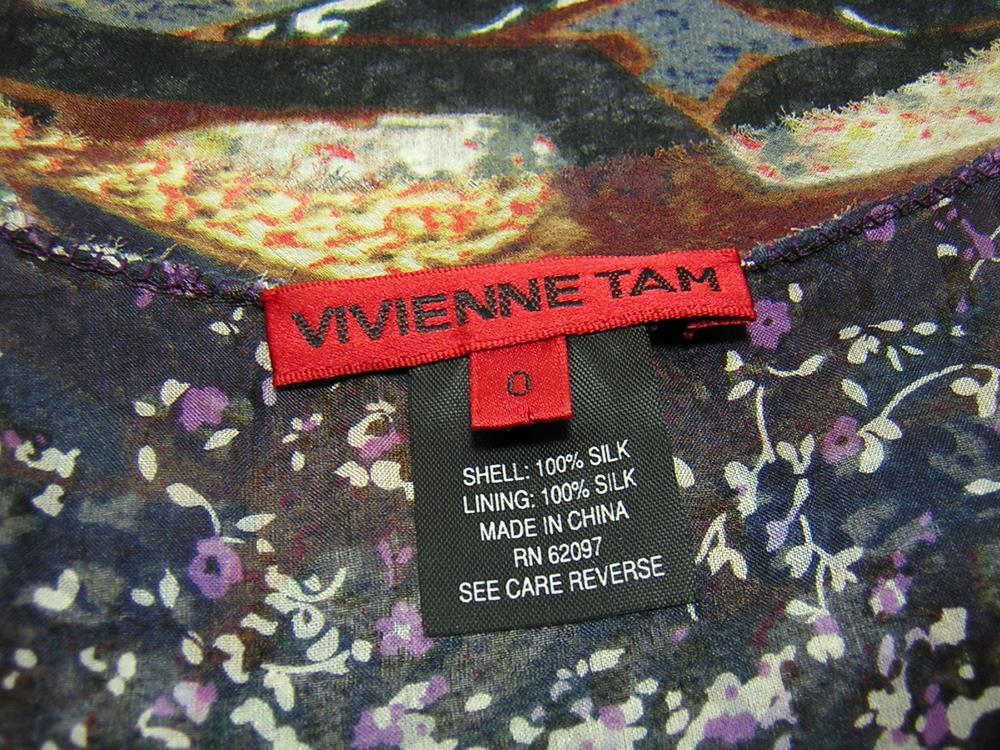 VIVIENNE TAM
0
SHELL: 100% SILK
LINING: 100% SILK
MADE IN CHINA
RN 62097
SEE CARE REVERSE